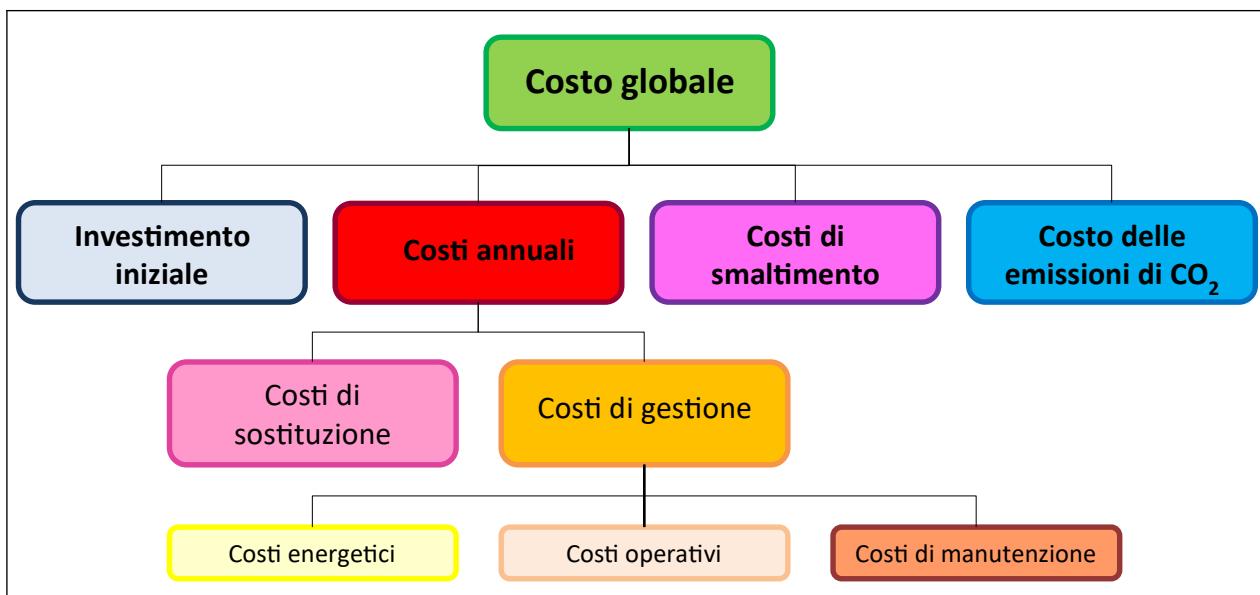 Costo globale
Investimento
iniziale
Costi annuali
Costi di
smaltimento
Costo delle
emissioni di CO₂
Costi di
sostituzione
Costi di gestione
Costi energetici
Costi operativi
Costi di manutenzione